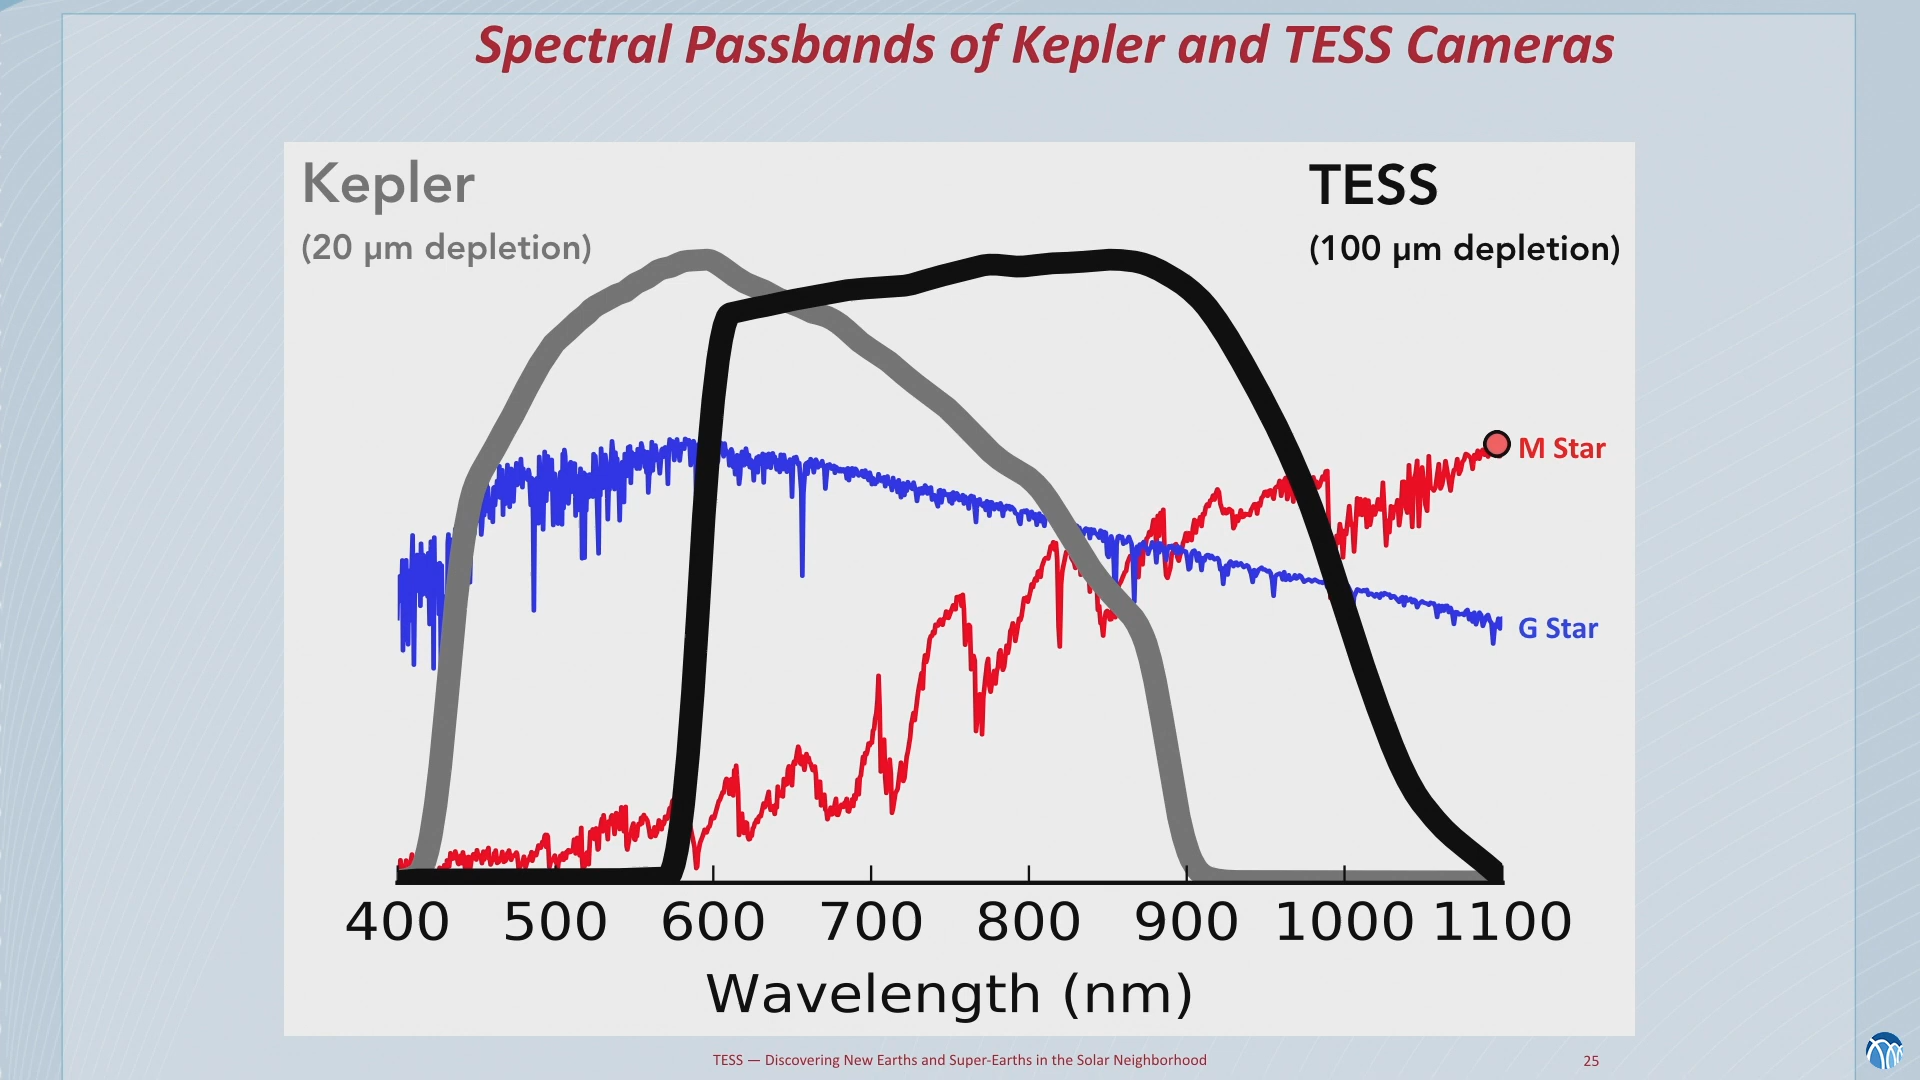 Spectral Passbands of Kepler and TESS Cameras
Kepler
(20 µm depletion)
TESS
(100 µm depletion)
M Star
G Star
400 500 600 700 800 900 1000 1100
Wavelength (nm)
TESS — Discovering New Earths and Super-Earths in the Solar Neighborhood
25